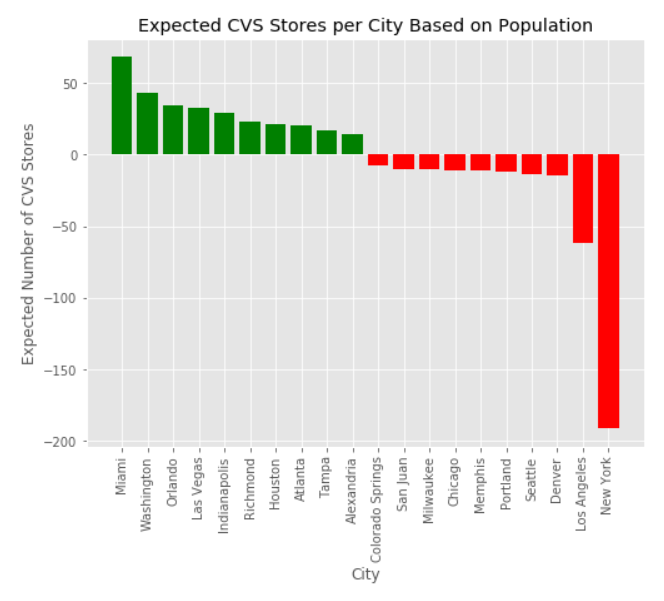 Expected CVS Stores per City Based on Population
Expected Number of CVS Stores
50
0
−50
−100
−150
−200
Miami
Washington
Orlando
Las Vegas
Indianapolis
Richmond
Houston
Atlanta
Tampa
Alexandria
Colorado Springs
San Juan
Milwaukee
Chicago
Memphis
Portland
Seattle
Denver
Los Angeles
New York
City